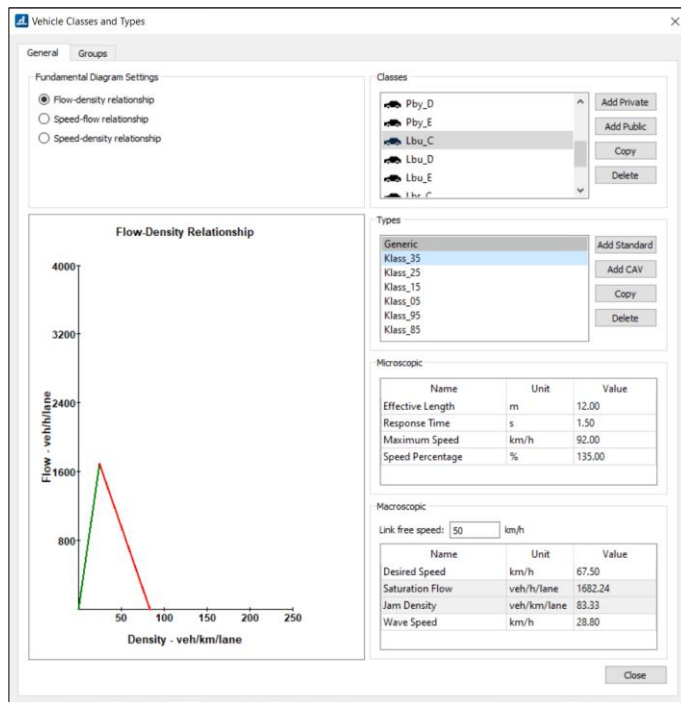 Vehicle Classes and Types
General Groups
Fundamental Diagram Settings
Flow-density relationship
Speed-flow relationship
Speed-density relationship
Classes
Pby_D
Pby_E
Lbu_C
Lbu_D
Lbu_E
Lbr_C
Add Private
Add Public
Copy
Delete
Types
Generic
Klass_35
Klass_25
Klass_15
Klass_05
Klass_95
Klass_85
Add Standard
Add CAV
Copy
Delete
Flow-Density Relationship
4000
3200
2400
1600
800
Flow - veh/h/lane
50 100 150 200 250
Density - veh/km/lane
Microscopic
Name Unit Value
Effective Length m 12.00
Response Time s 1.50
Maximum Speed km/h 92.00
Speed Percentage % 135.00
Macroscopic
Link free speed: 50 km/h
Name Unit Value
Desired Speed km/h 67.50
Saturation Flow veh/h/lane 1682.24
Jam Density veh/km/lane 83.33
Wave Speed km/h 28.80
Close